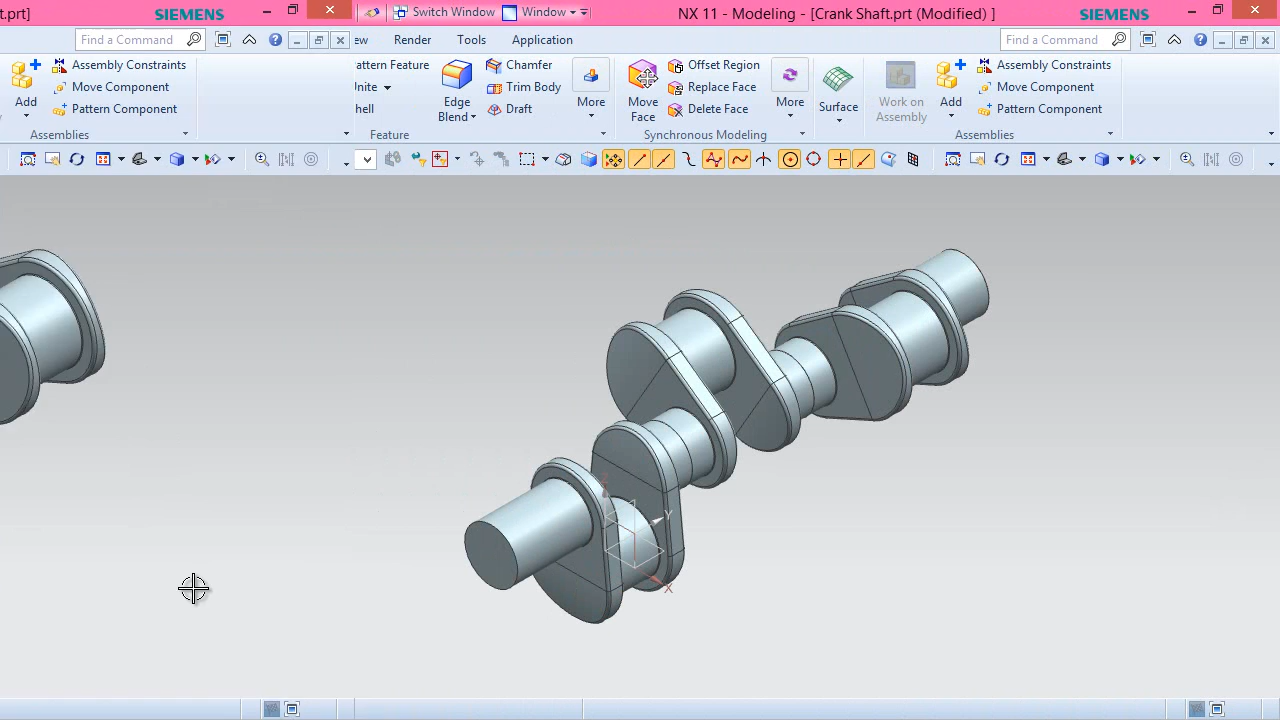 t.prt]
SIEMENS
Switch Window
Window
NX 11 - Modeling - [Crank Shaft.prt (Modified) ]
SIEMENS
Find a Command
ew
Render
Tools
Application
Find a Command
Add
Assembly Constraints
Move Component
Pattern Component
Assemblies
attern Feature
nite
hell
Edge
Blend
Chamfer
Trim Body
Draft
More
Feature
Move
Face
Offset Region
Replace Face
Delete Face
More
Synchronous Modeling
Surface
Work on
Assembly
Add
Assembly Constraints
Move Component
Pattern Component
Assemblies
Z
Y
X